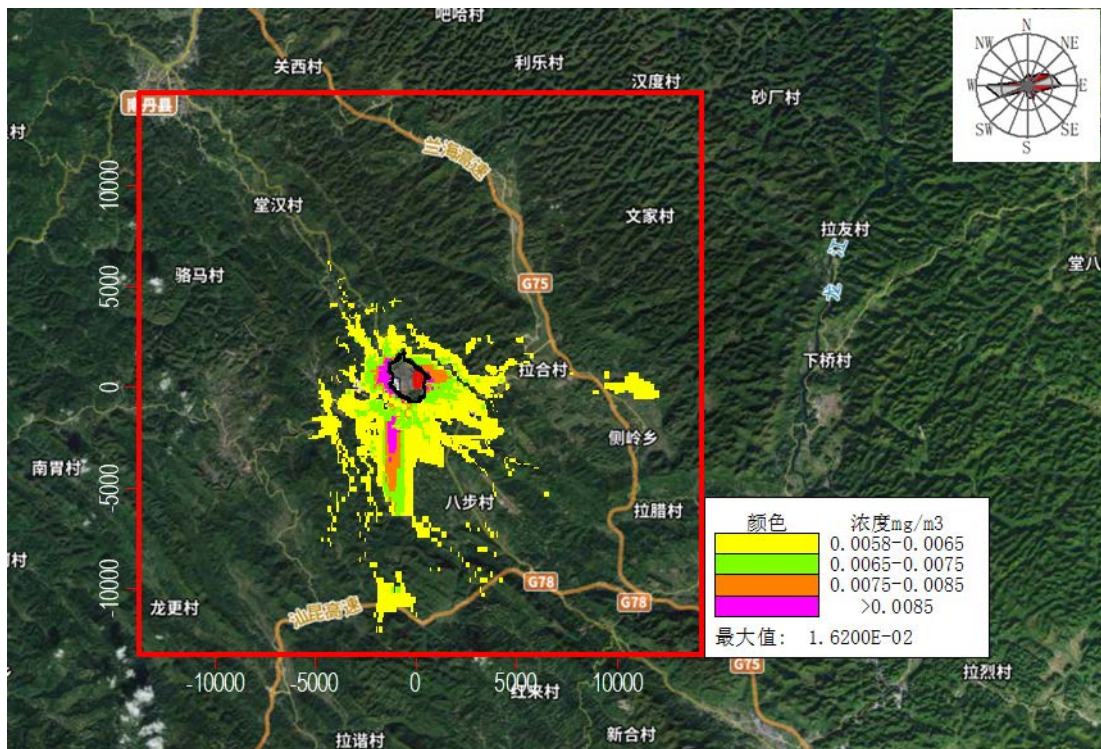 吧哈村
关西村
利乐村
汉度村
砂厂村
南丹县
兰海高速
堂汉村
文家村
拉友村
龙江
堂八
骆马村
G75
拉合村
下桥村
侧岭乡
南胃村
八步村
拉腊村
龙更村
汕昆高速
G78
G78
G75
红来村
拉烈村
拉谐村
新合村
10000
5000
0
-5000
-10000
-10000
-5000
0
5000
10000
N
NW
NE
W
E
SW
SE
S
颜色 浓度mg/m3
0.0058-0.0065
0.0065-0.0075
0.0075-0.0085
>0.0085
最大值: 1.6200E-02